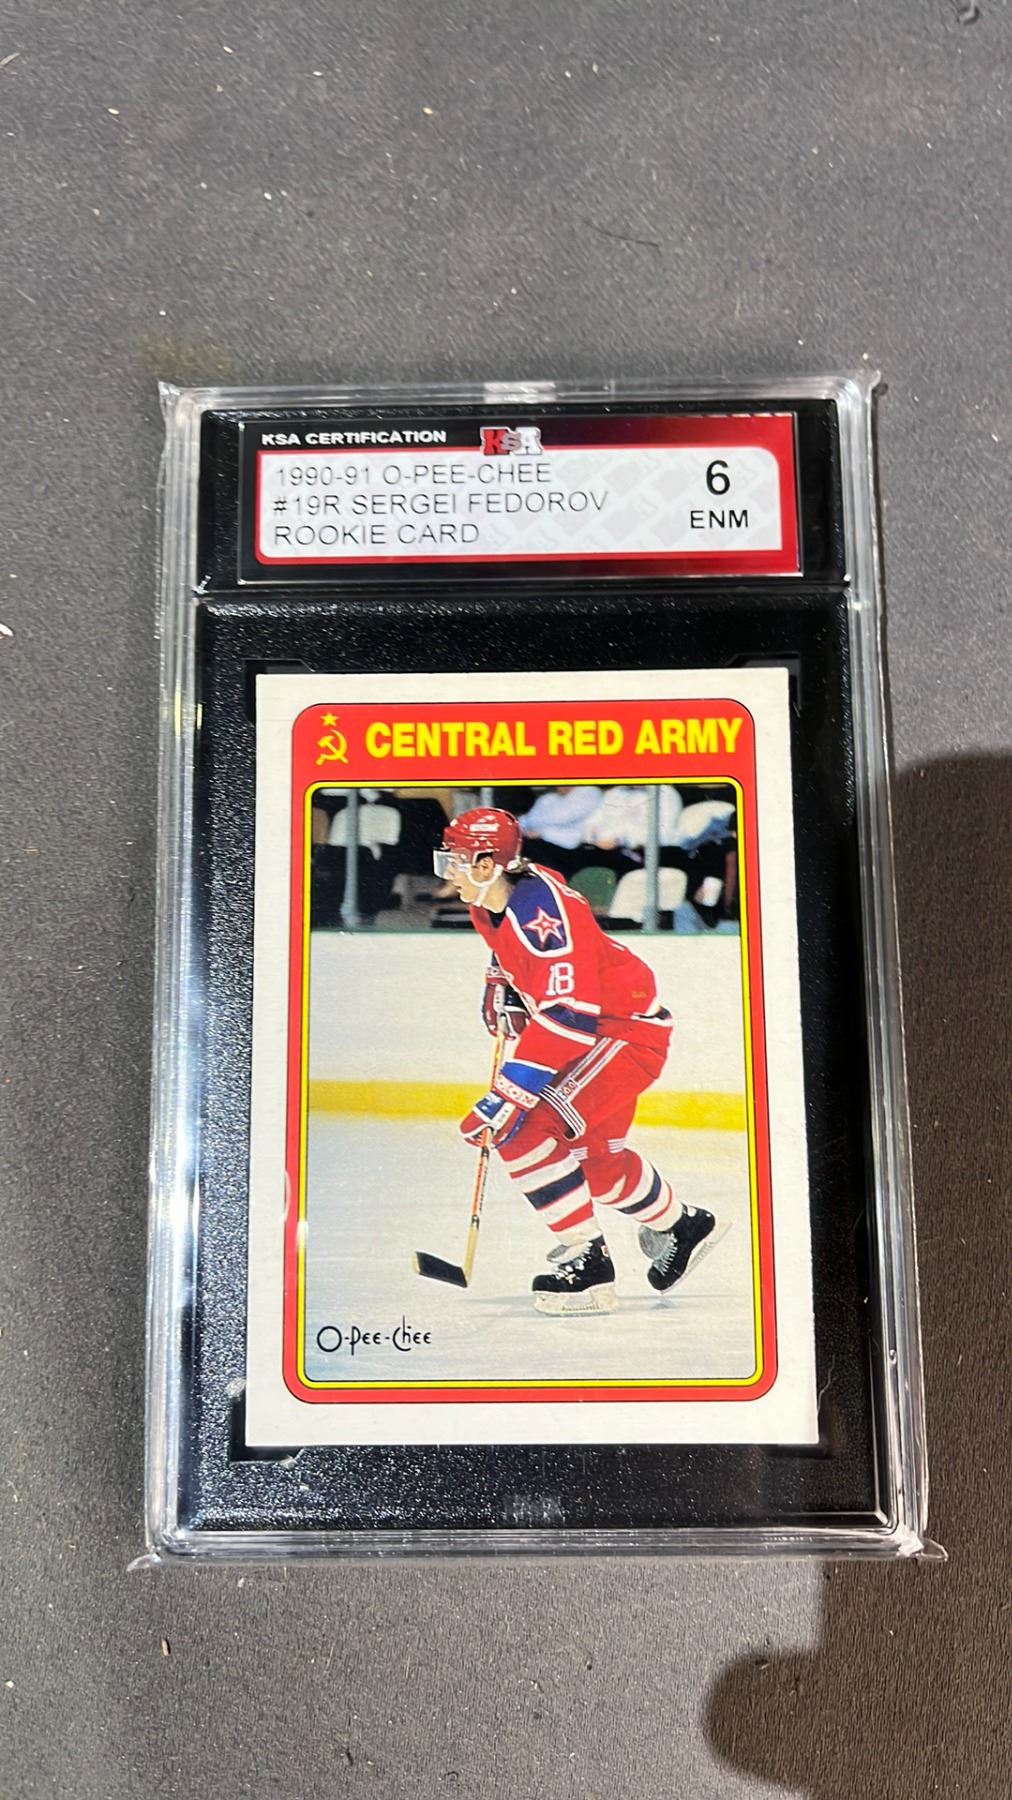 KSA CERTIFICATION
KSA
1990-91 O-PEE-CHEE
#19R SERGEI FEDOROV
ROOKIE CARD
6
ENM
CENTRAL RED ARMY
18
O-Pee-Chee